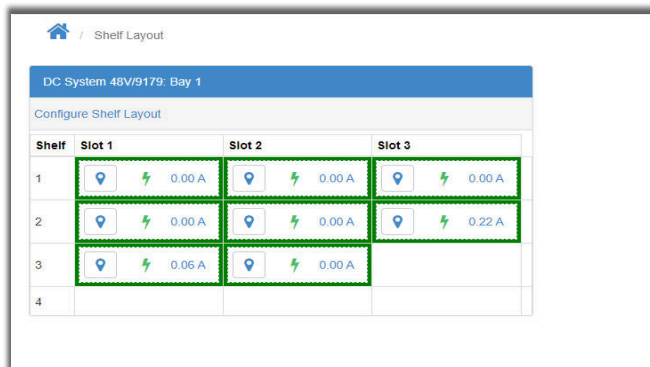 / Shelf Layout
DC System 48V/9179: Bay 1
Configure Shelf Layout
Shelf Slot 1 Slot 2 Slot 3
1 0.00 A 0.00 A 0.00 A
2 0.00 A 0.00 A 0.22 A
3 0.06 A 0.00 A
4